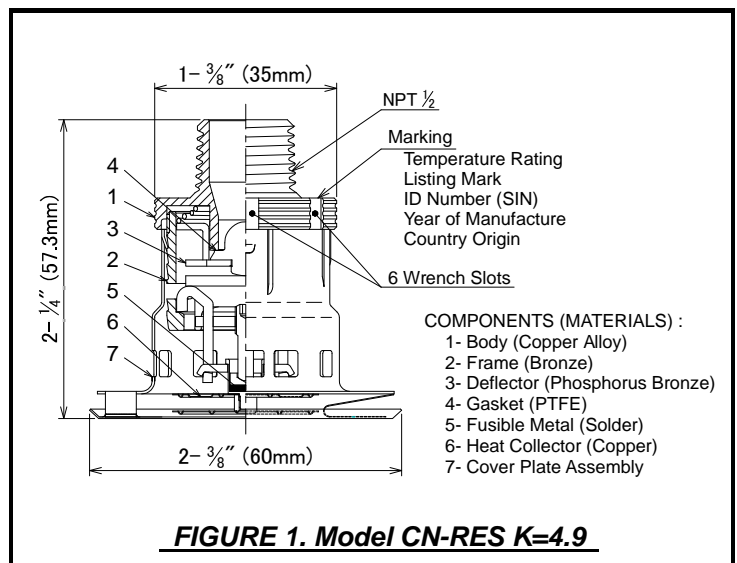 1- ⅜" (35mm)
NPT ½
Marking
Temperature Rating
Listing Mark
ID Number (SIN)
Year of Manufacture
Country Origin
6 Wrench Slots
4
1
3
2
5
6
7
2- ¼" (57.3mm)
COMPONENTS (MATERIALS) :
1- Body (Copper Alloy)
2- Frame (Bronze)
3- Deflector (Phosphorus Bronze)
4- Gasket (PTFE)
5- Fusible Metal (Solder)
6- Heat Collector (Copper)
7- Cover Plate Assembly
2- ⅜" (60mm)
FIGURE 1. Model CN-RES K=4.9